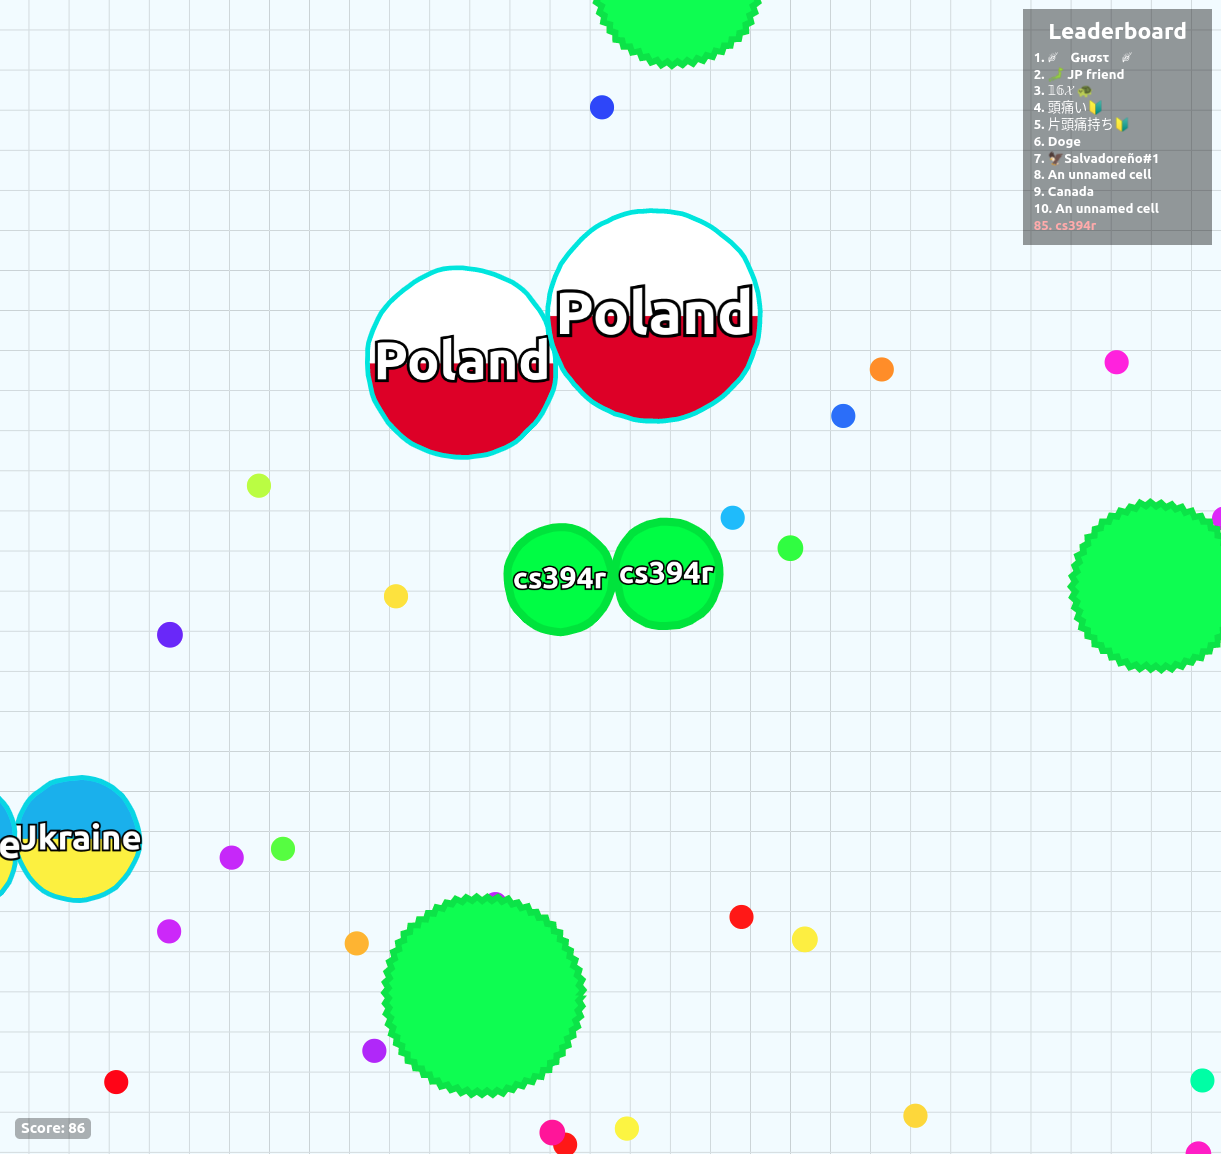 Leaderboard
1. 🌠 Gнσsт 🌠
2. JP friend
3. 𝟙𝟞.𝒳 🐢
4. 頭痛い🔰
5. 片頭痛持ち🔰
6. Doge
7. 🦅Salvadoreño#1
8. An unnamed cell
9. Canada
10. An unnamed cell
85. cs394r
Poland
Poland
cs394r cs394r
e Ukraine
Score: 86